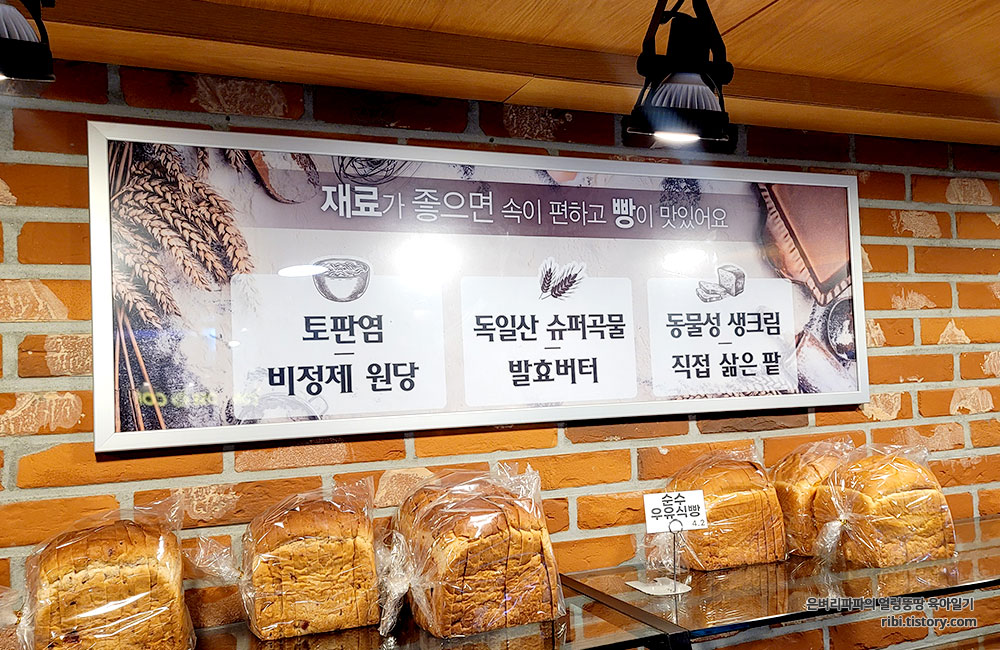 재료가 좋으면 속이 편하고 빵이 맛있어요
토판염
비정제 원당
독일산 슈퍼곡물
발효버터
동물성 생크림
직접 삶은 팥
순수
우유식빵
4.2
은벼리파파의 얼렁뚱땅 육아일기
ribi.tistory.com